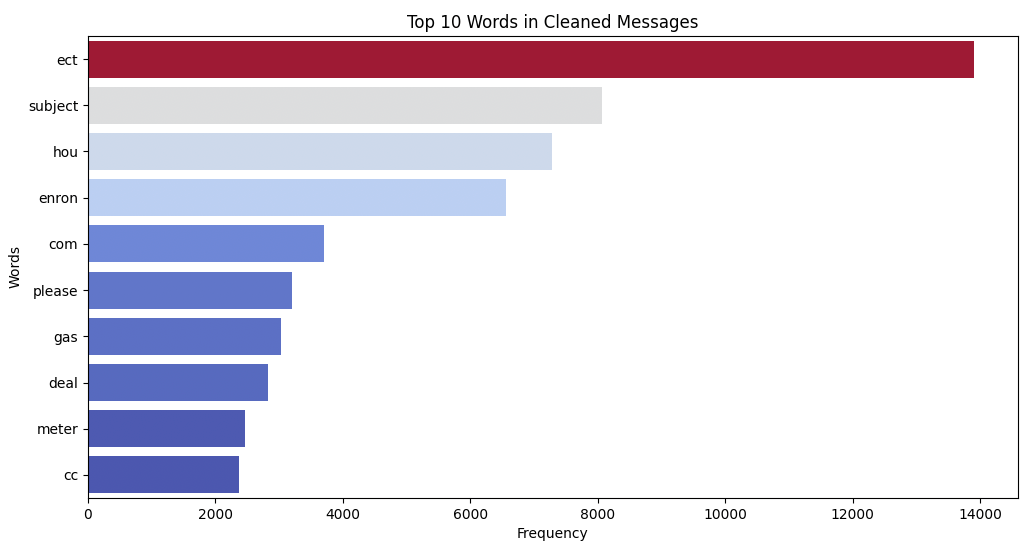 Top 10 Words in Cleaned Messages
Words
ect
subject
hou
enron
com
please
gas
deal
meter
cc
0 2000 4000 6000 8000 10000 12000 14000
Frequency